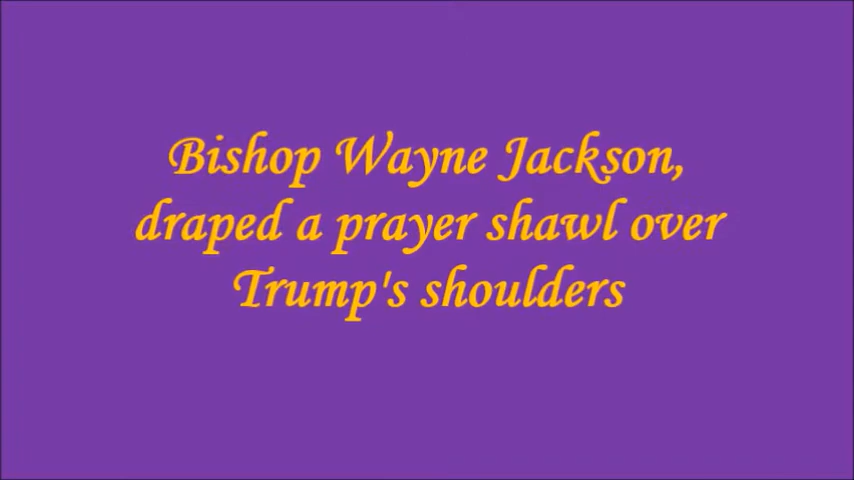 Bishop Wayne Jackson,
draped a prayer shawl over
Trump's shoulders